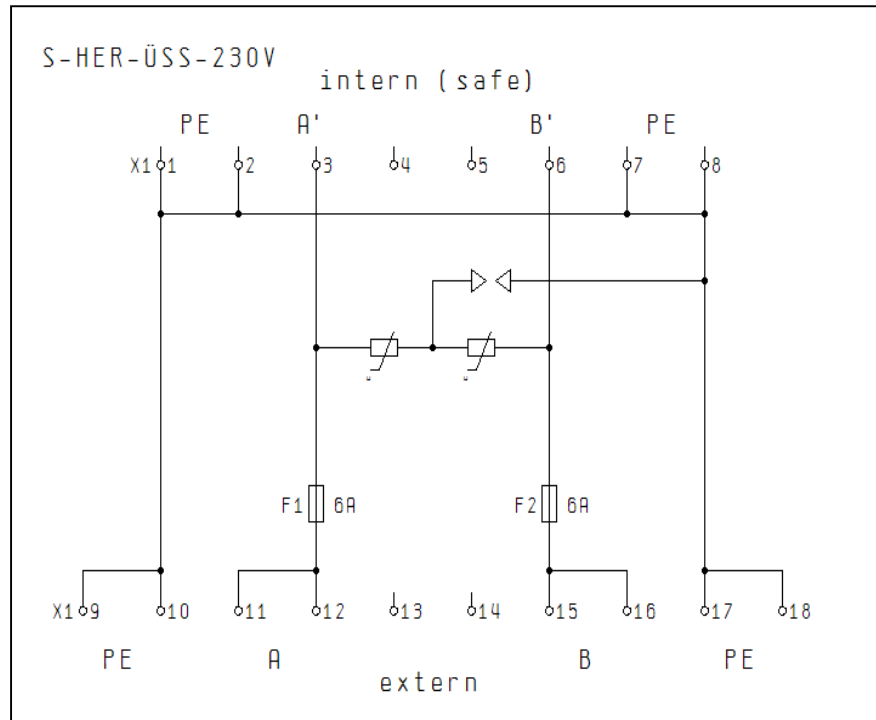 S-HER-ÜSS-230V
intern (safe)
PE A' B' PE
X1 1 2 3 4 5 6 7 8
F1 6A F2 6A
X1 9 10 11 12 13 14 15 16 17 18
PE A B PE
extern